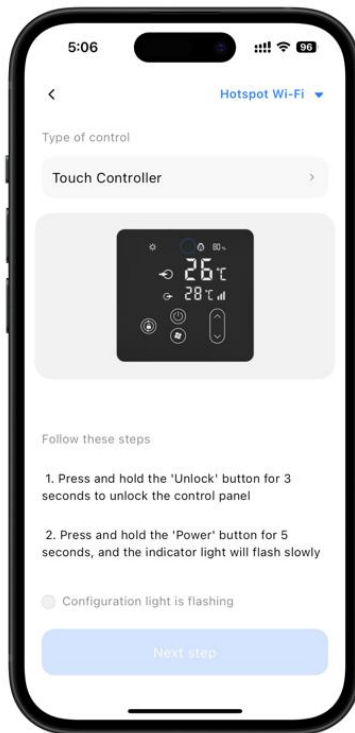 5:06
96
Hotspot Wi-Fi
Type of control
Touch Controller
80%
26℃
28℃
Follow these steps
1. Press and hold the 'Unlock' button for 3
seconds to unlock the control panel
2. Press and hold the 'Power' button for 5
seconds, and the indicator light will flash slowly
Configuration light is flashing
Next step